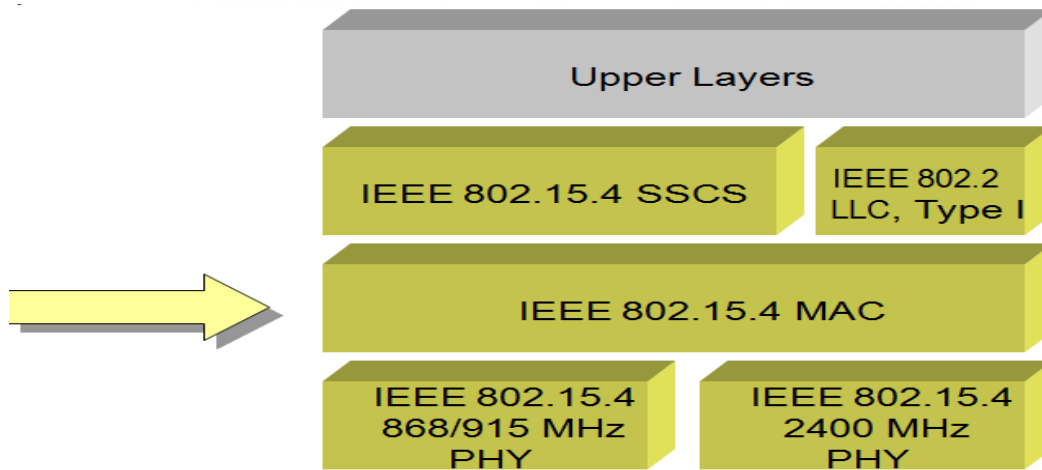 Upper Layers
IEEE 802.15.4 SSCS
IEEE 802.2
LLC, Type I
IEEE 802.15.4 MAC
IEEE 802.15.4
868/915 MHz
PHY
IEEE 802.15.4
2400 MHz
PHY